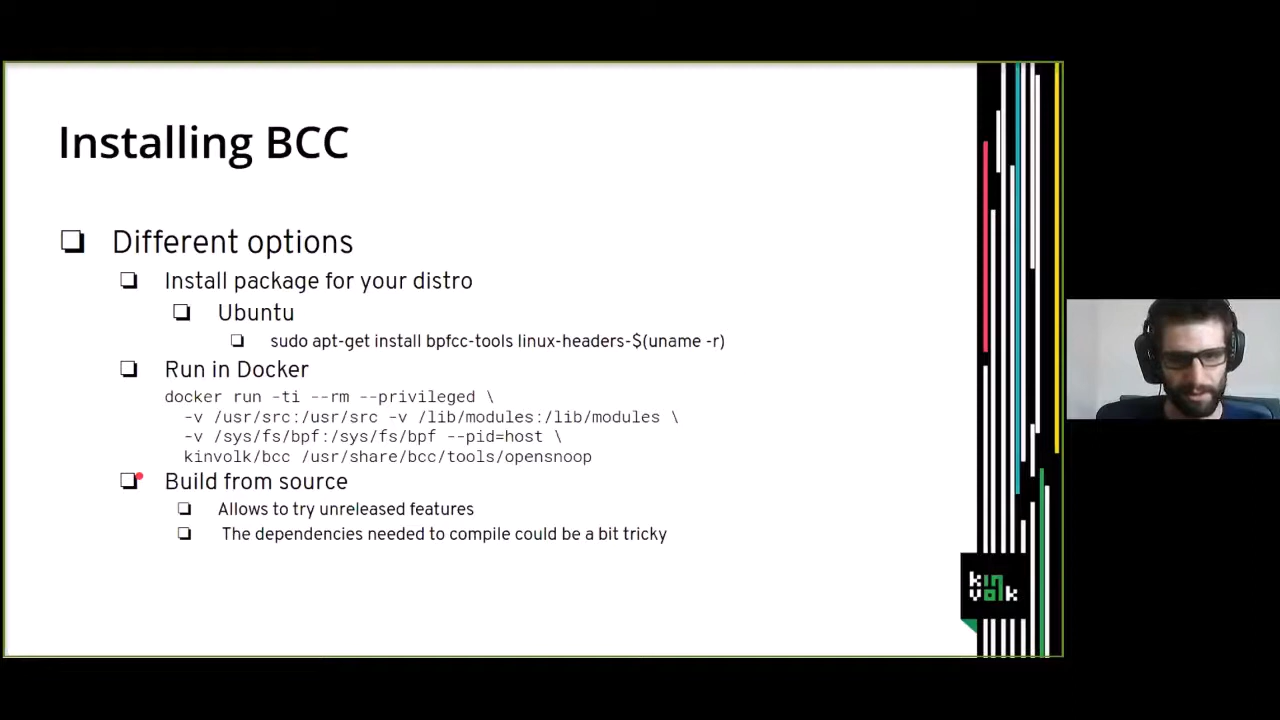 Installing BCC
Different options
Install package for your distro
Ubuntu
sudo apt-get install bpfcc-tools linux-headers-$(uname -r)
Run in Docker
docker run -ti --rm --privileged \
-v /usr/src:/usr/src -v /lib/modules:/lib/modules \
-v /sys/fs/bpf:/sys/fs/bpf --pid=host \
kinvolk/bcc /usr/share/bcc/tools/opensnoop
Build from source
Allows to try unreleased features
The dependencies needed to compile could be a bit tricky
kin
volk